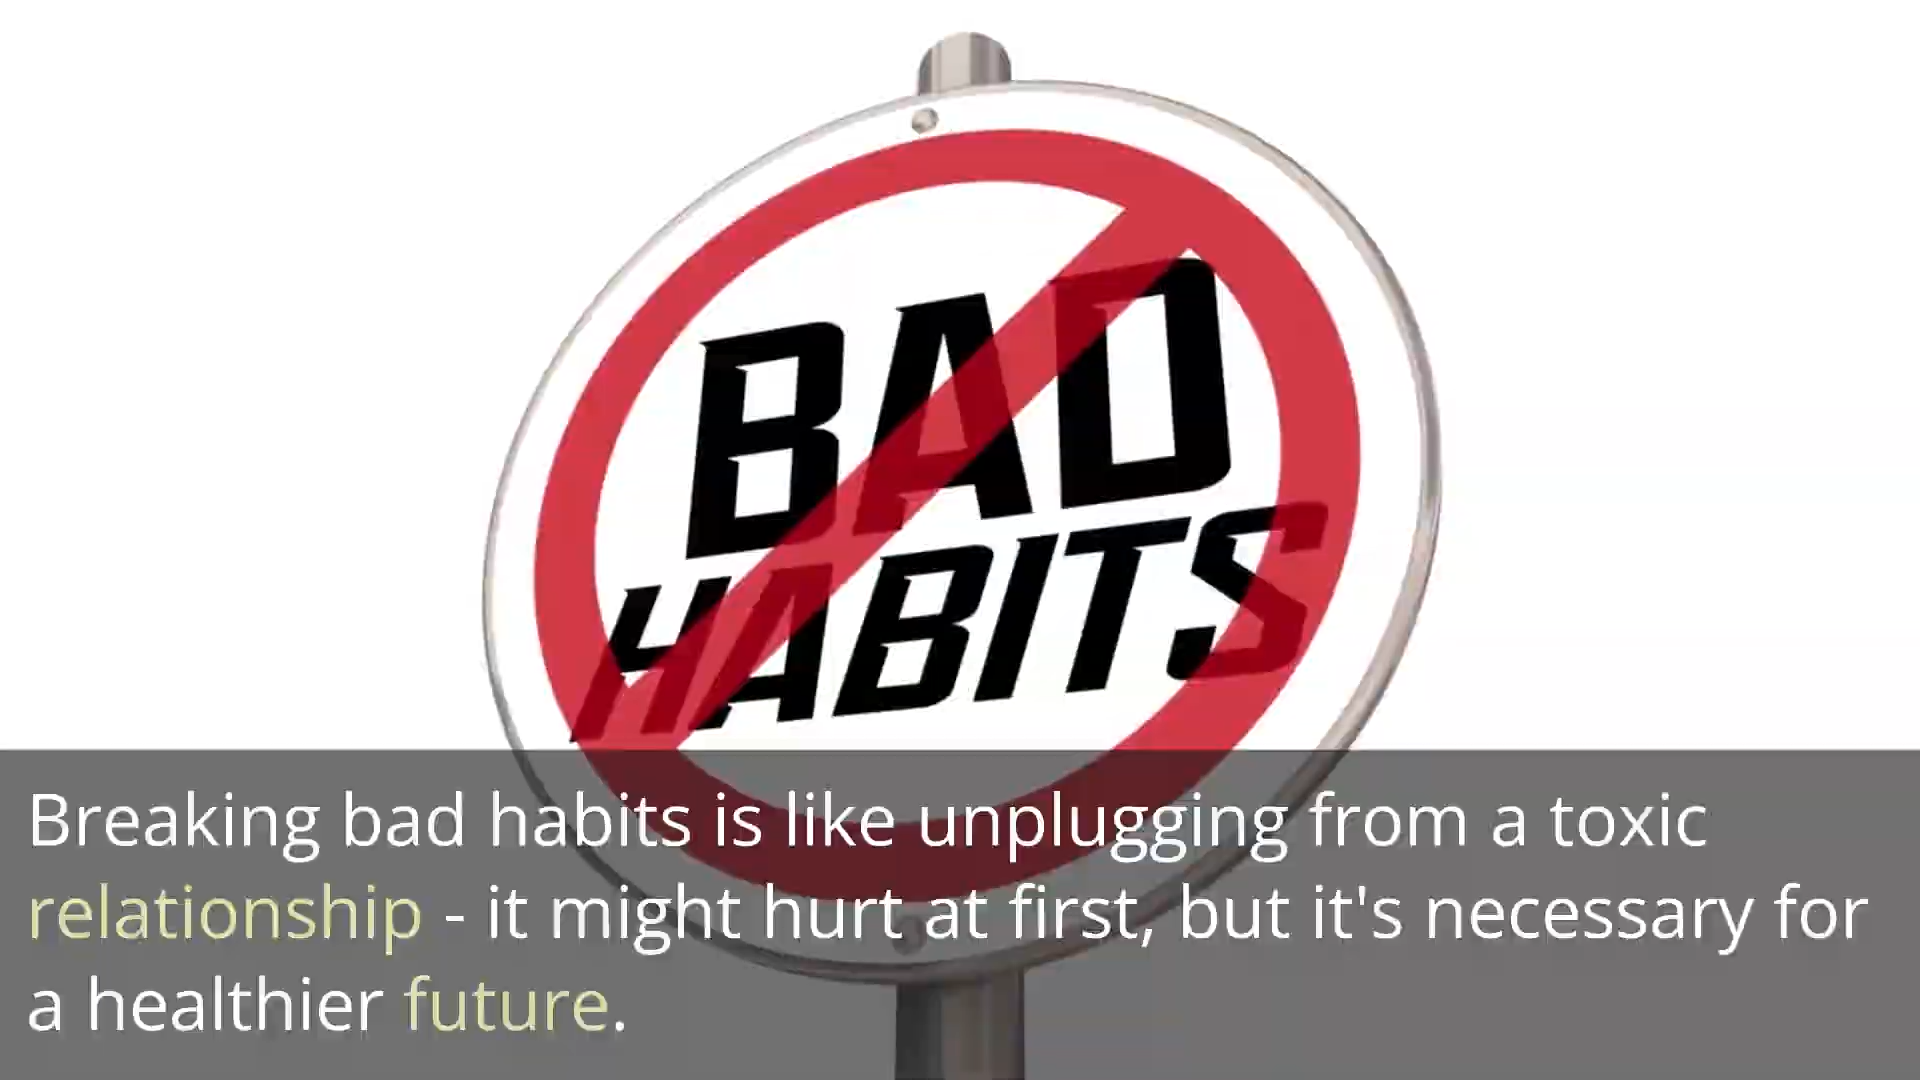 BAD
HABITS
Breaking bad habits is like unplugging from a toxic
relationship - it might hurt at first, but it's necessary for
a healthier future.